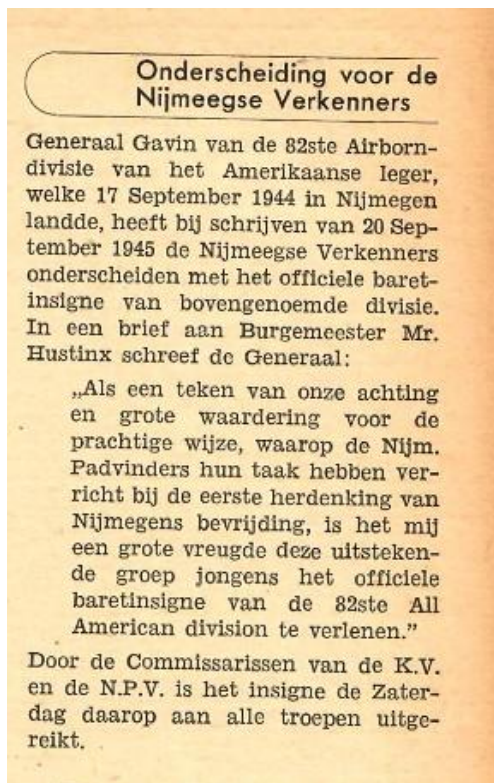 Onderscheiding voor de
Nijmeegse Verkenners
Generaal Gavin van de 82ste Airborn-
divisie van het Amerikaanse leger,
welke 17 September 1944 in Nijmegen
landde, heeft bij schrijven van 20 Sep-
tember 1945 de Nijmeegse Verkenners
onderscheiden met het officiele baret-
insigne van bovengenoemde divisie.
In een brief aan Burgemeester Mr.
Hustinx schreef de Generaal:
„Als een teken van onze achting
en grote waardering voor de
prachtige wijze, waarop de Nijm.
Padvinders hun taak hebben ver-
richt bij de eerste herdenking van
Nijmegens bevrijding, is het mij
een grote vreugde deze uitsteken-
de groep jongens het officiele
baretinsigne van de 82ste All
American division te verlenen.”
Door de Commissarissen van de K.V.
en de N.P.V. is het insigne de Zater-
dag daarop aan alle troepen uitge-
reikt.